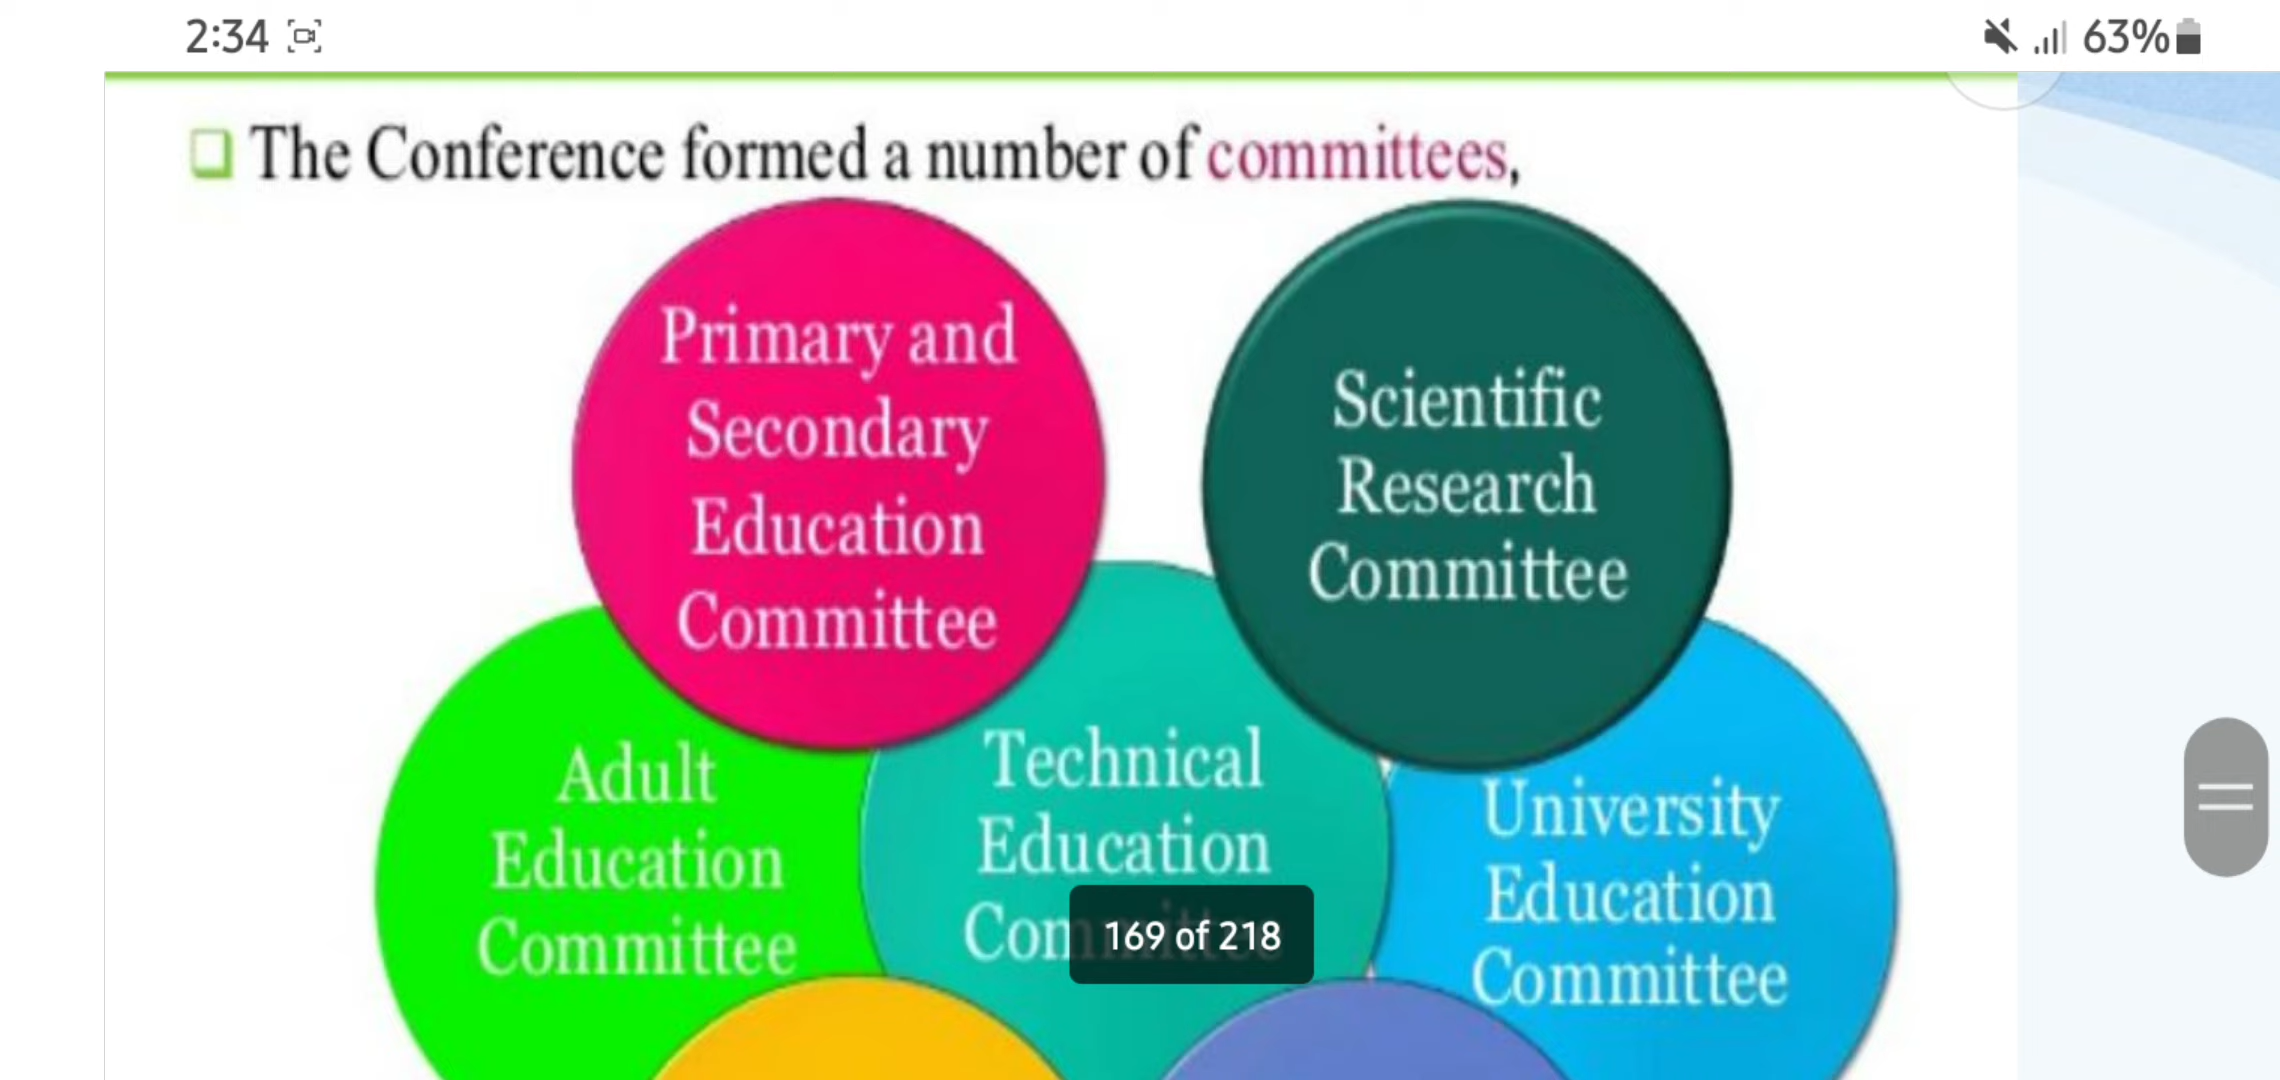 2:34
63%
The Conference formed a number of committees,
Primary and
Secondary
Education
Committee
Scientific
Research
Committee
Adult
Education
Committee
Technical
Education
169 of 218
University
Education
Committee